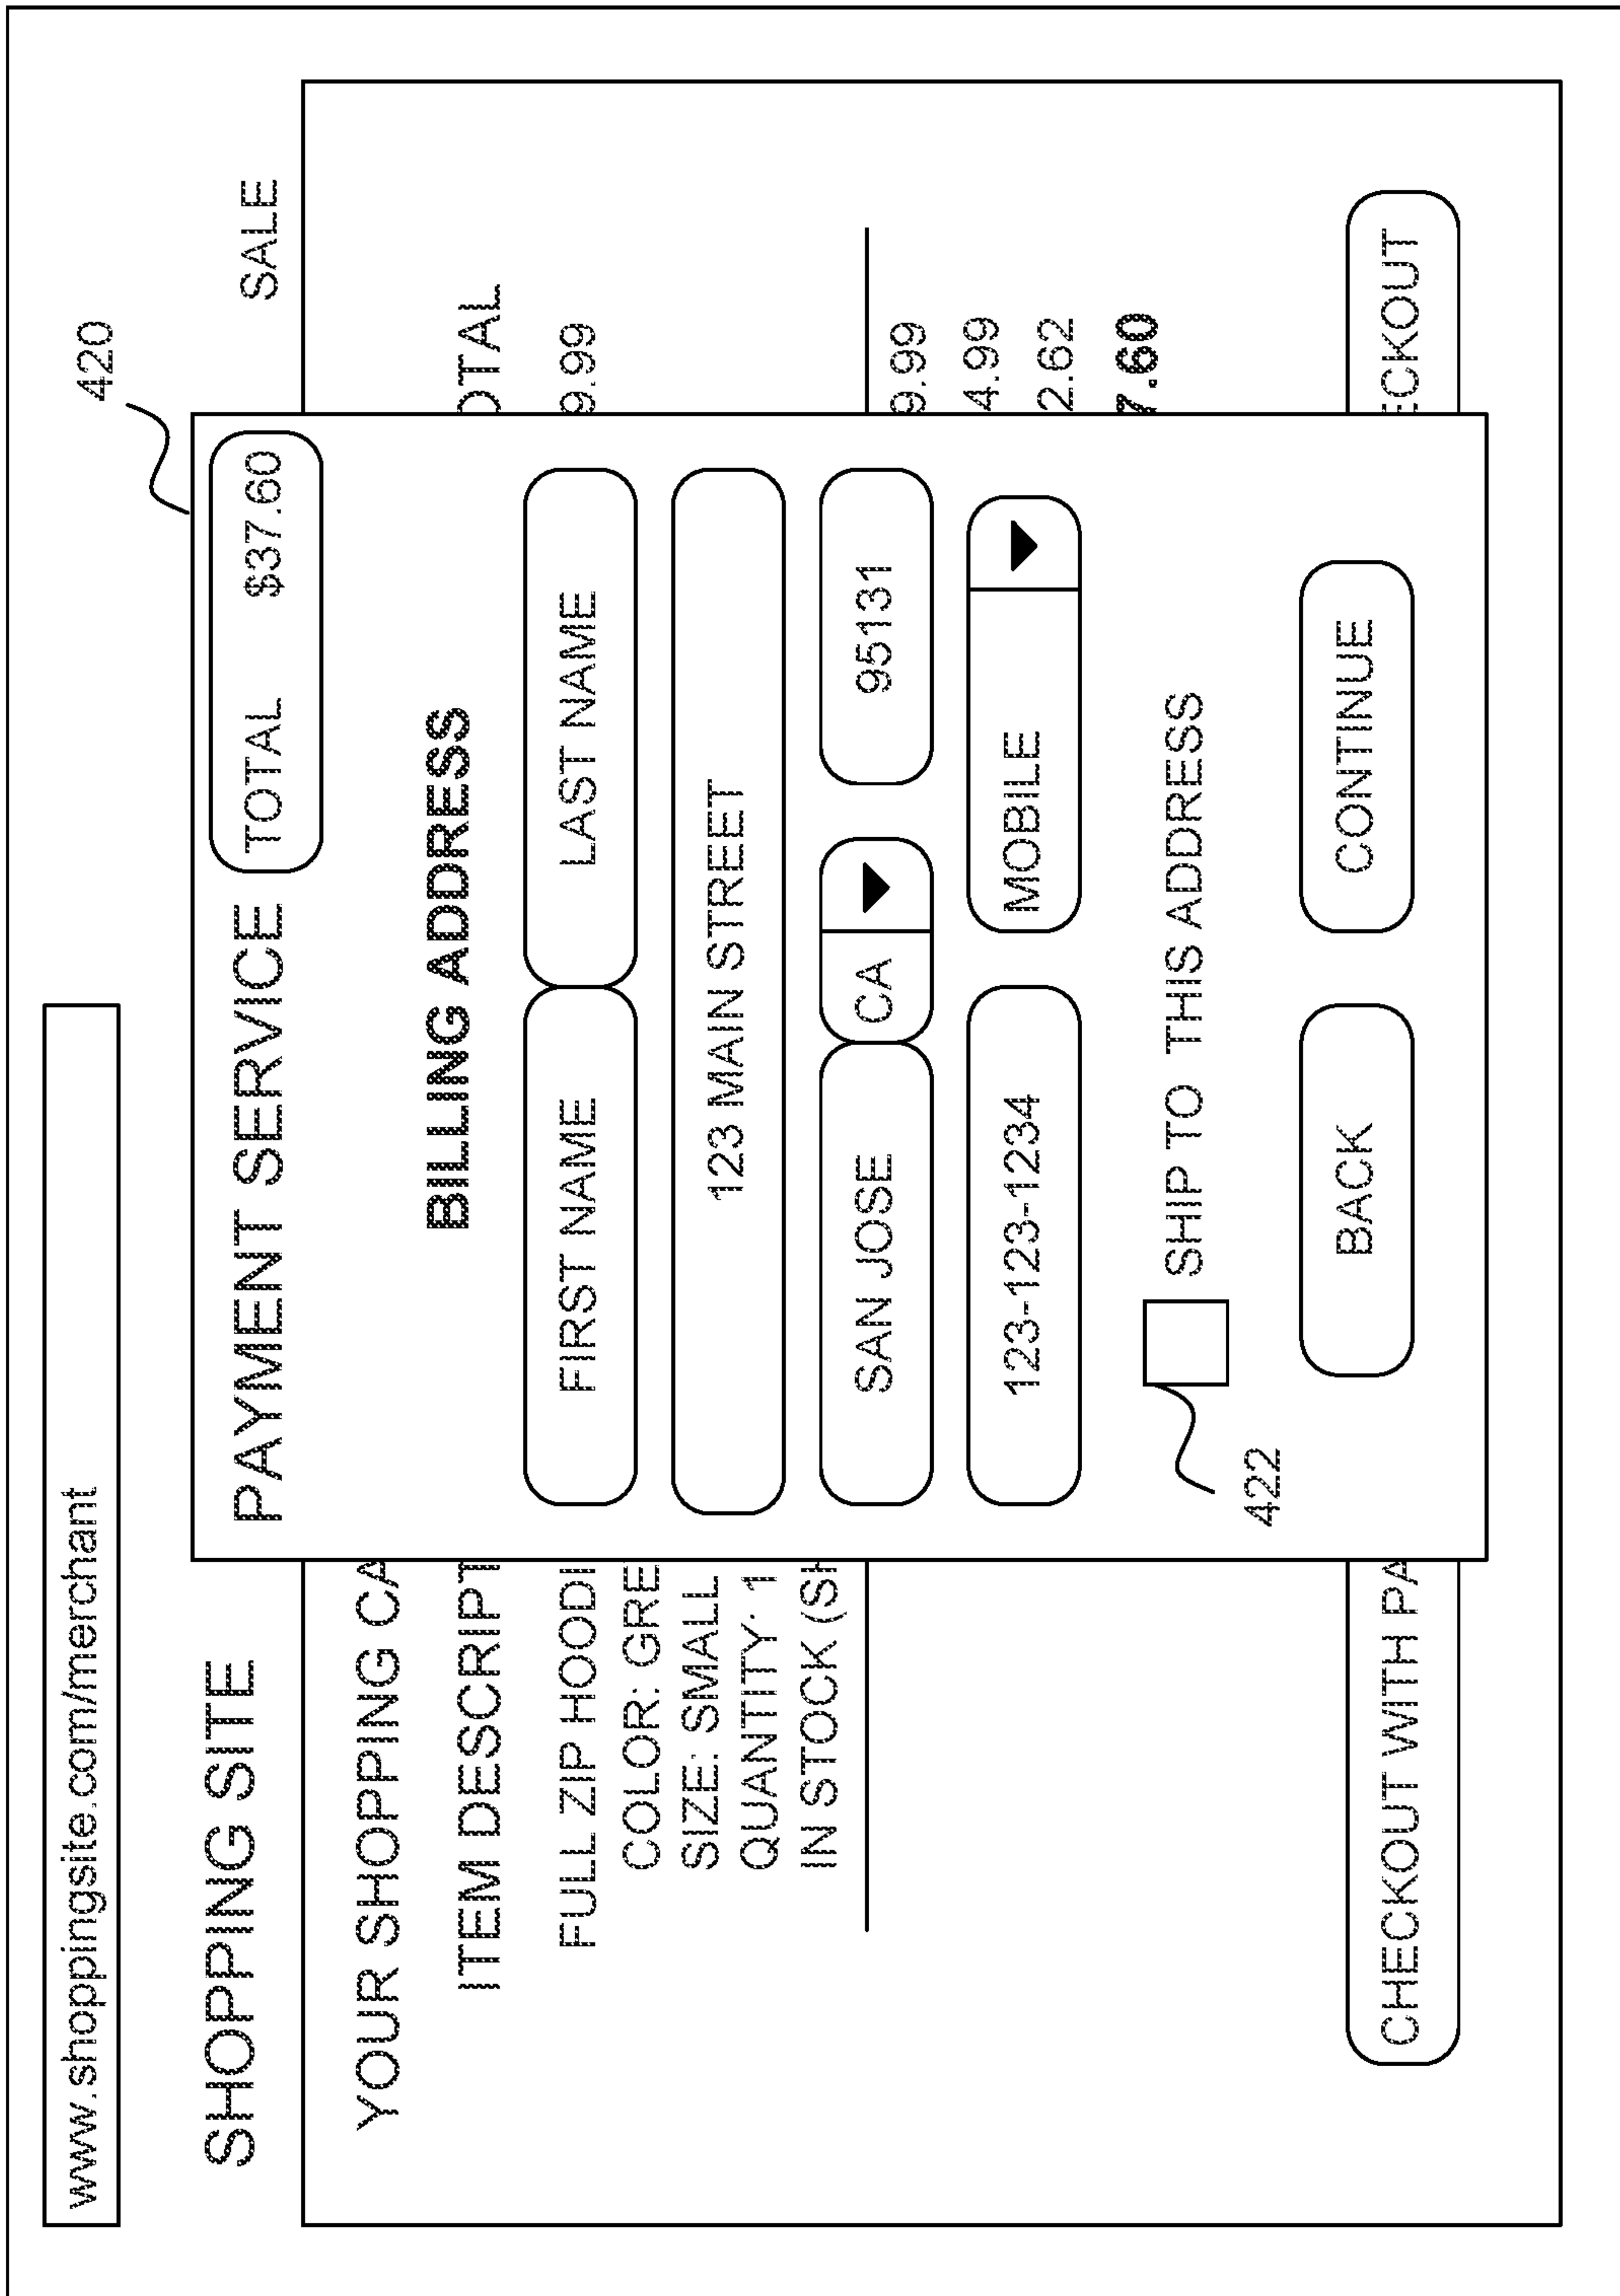 www.shoppingsite.com/merchant
420
SHOPPING SITE
SALE
PAYMENT SERVICE TOTAL $37.60
YOUR SHOPPING CA
BILLING ADDRESS
ITEM DESCRIPT
OTAL
FULL ZIP HOODI
9.99
COLOR: GRE
SIZE: SMALL
QUANTITY: 1
IN STOCK (SH
FIRST NAME LAST NAME
123 MAIN STREET
SAN JOSE CA 95131
123-123-1234 MOBILE
SHIP TO THIS ADDRESS
422
BACK CONTINUE
9.99
4.99
2.62
7.60
CHECKOUT WITH PA
ECKOUT